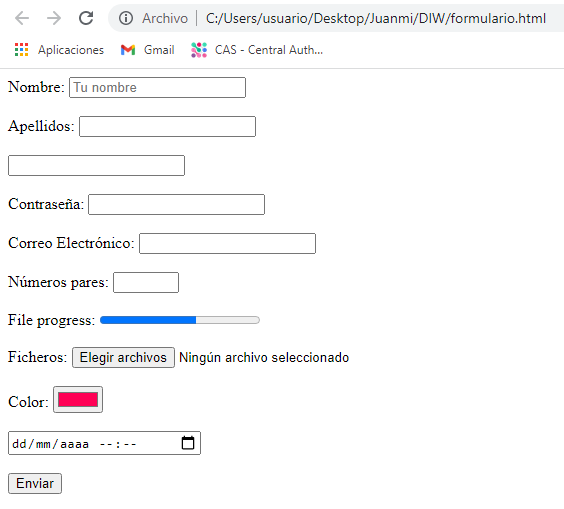 Archivo | C:/Users/usuario/Desktop/Juanmi/DIW/formulario.html
Aplicaciones Gmail CAS - Central Auth...
Nombre: Tu nombre
Apellidos:
Contraseña:
Correo Electrónico:
Números pares:
File progress:
Ficheros: Elegir archivos Ningún archivo seleccionado
Color:
dd/mm/aaaa --:--
Enviar